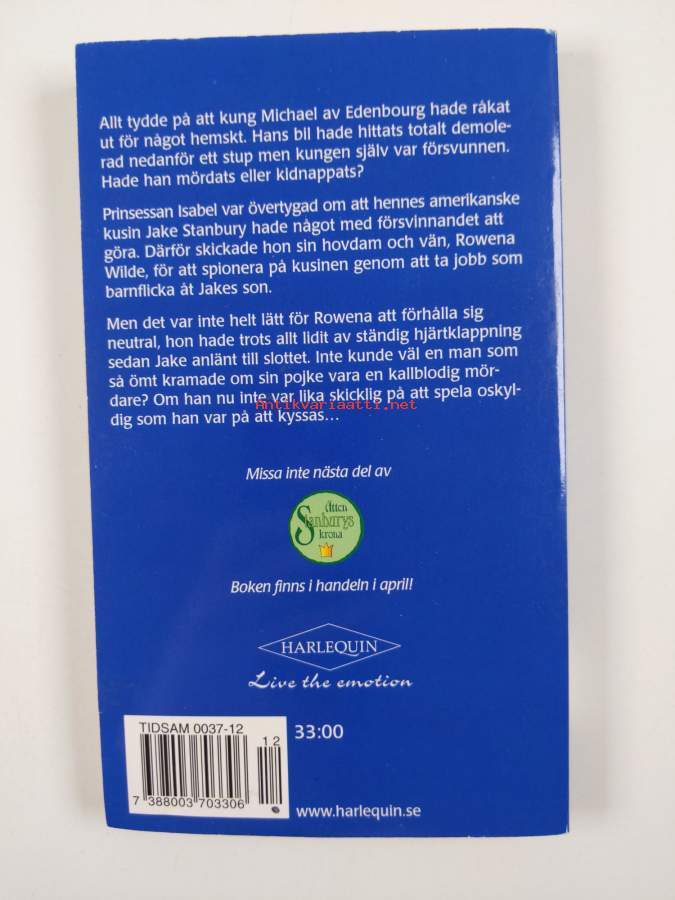 Allt tydde på att kung Michael av Edenbourg hade råkat
ut för något hemskt. Hans bil hade hittats totalt demole-
rad nedanför ett stup men kungen själv var försvunnen.
Hade han mördats eller kidnappats?
Prinsessan Isabel var övertygad om att hennes amerikanske
kusin Jake Stanbury hade något med försvinnandet att
göra. Därför skickade hon sin hovdam och vän, Rowena
Wilde, för att spionera på kusinen genom att ta jobb som
barnflicka åt Jakes son.
Men det var inte helt lätt för Rowena att förhålla sig
neutral, hon hade trots allt lidit av ständig hjärtklappning
sedan Jake anlänt till slottet. Inte kunde väl en man som
så ömt kramade om sin pojke vara en kallblodig mör-
dare? Om han nu inte var lika skicklig på att spela oskyl-
dig som han var på att kyssas...
Antikvariaatti.net
Missa inte nästa del av
Ätten
Stanburys
krona
Boken finns i handeln i april!
HARLEQUIN
Live the emotion
TIDSAM 0037-12
12
33:00
7 388003 703306
www.harlequin.se